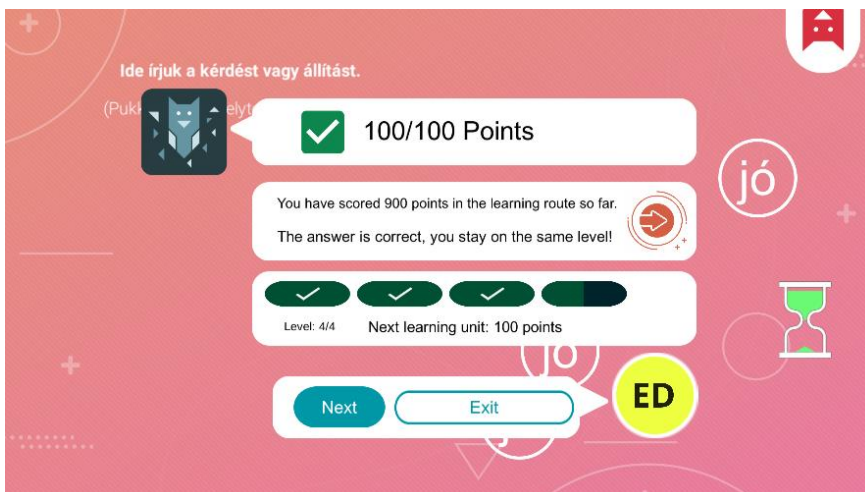 Ide írjuk a kérdést vagy állítást.
100/100 Points
jó
You have scored 900 points in the learning route so far.
The answer is correct, you stay on the same level!
Level: 4/4
Next learning unit: 100 points
jó
ED
Next
Exit